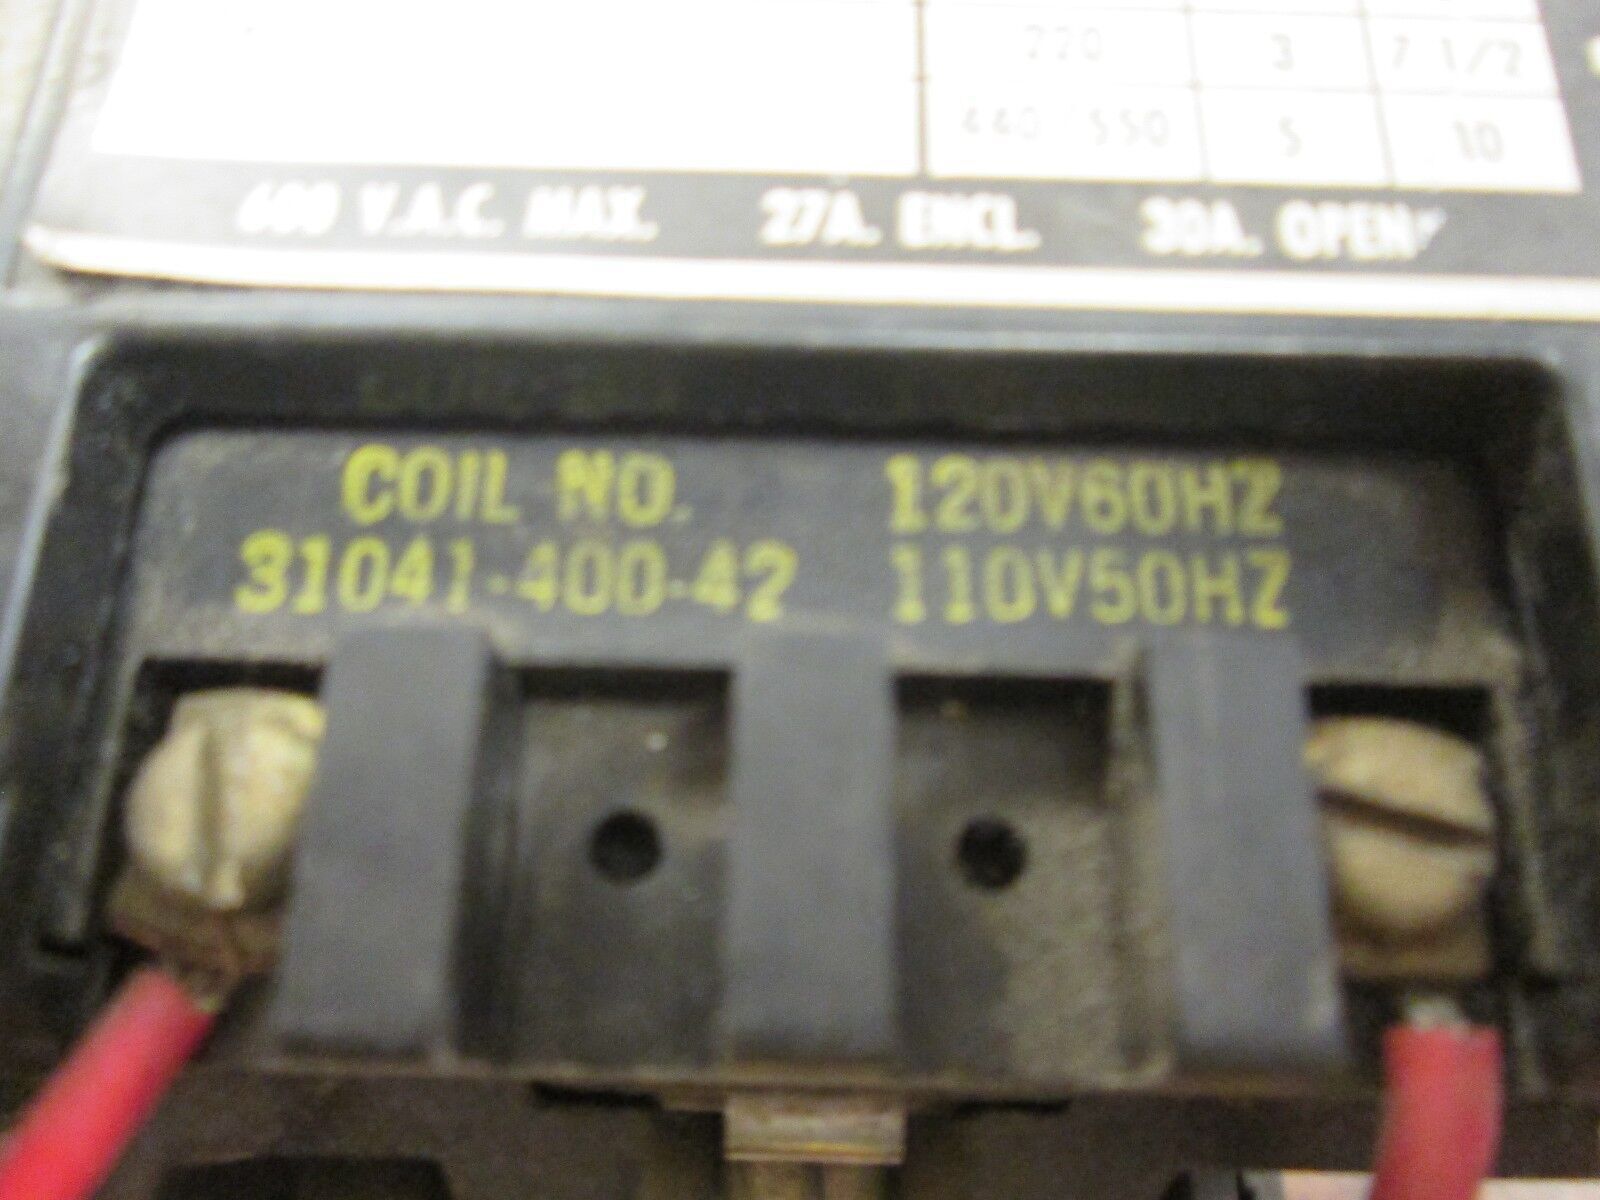 220 3 7 1/2
440 550 5 10
600 V.A.C. MAX. 27A. ENCL. 30A. OPEN
COIL NO. 120V60HZ
31041-400-42 110V50HZ